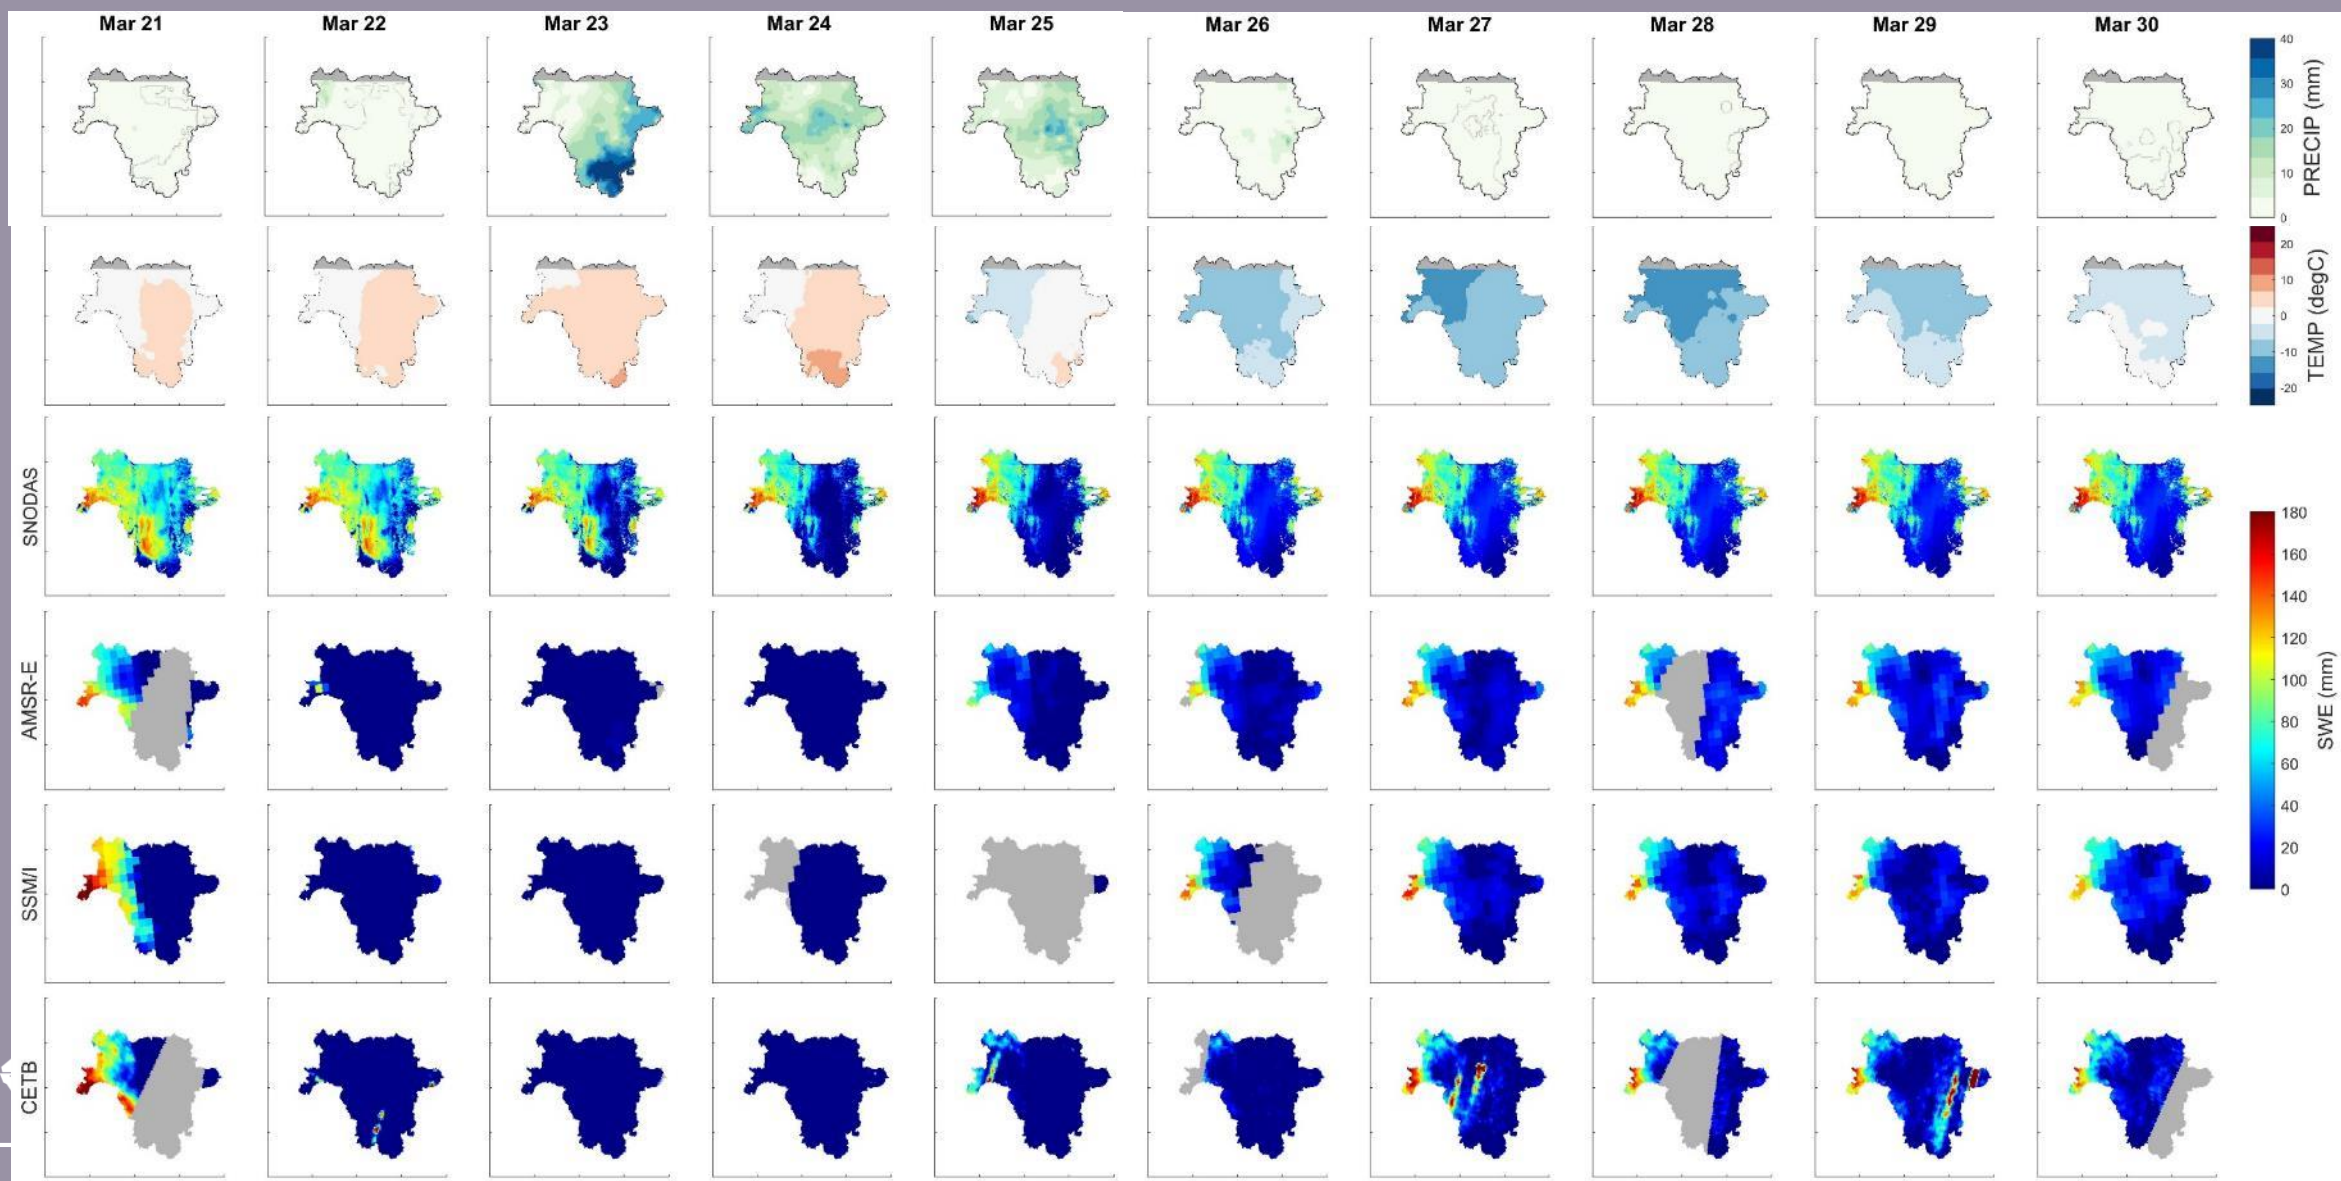 Mar 21 Mar 22 Mar 23 Mar 24 Mar 25 Mar 26 Mar 27 Mar 28 Mar 29 Mar 30
40
30
20
10
0
PRECIP (mm)
20
10
0
-10
-20
TEMP (degC)
SNODAS
AMSR-E
SSM/I
CETB
180
160
140
120
100
80
60
40
20
0
SWE (mm)